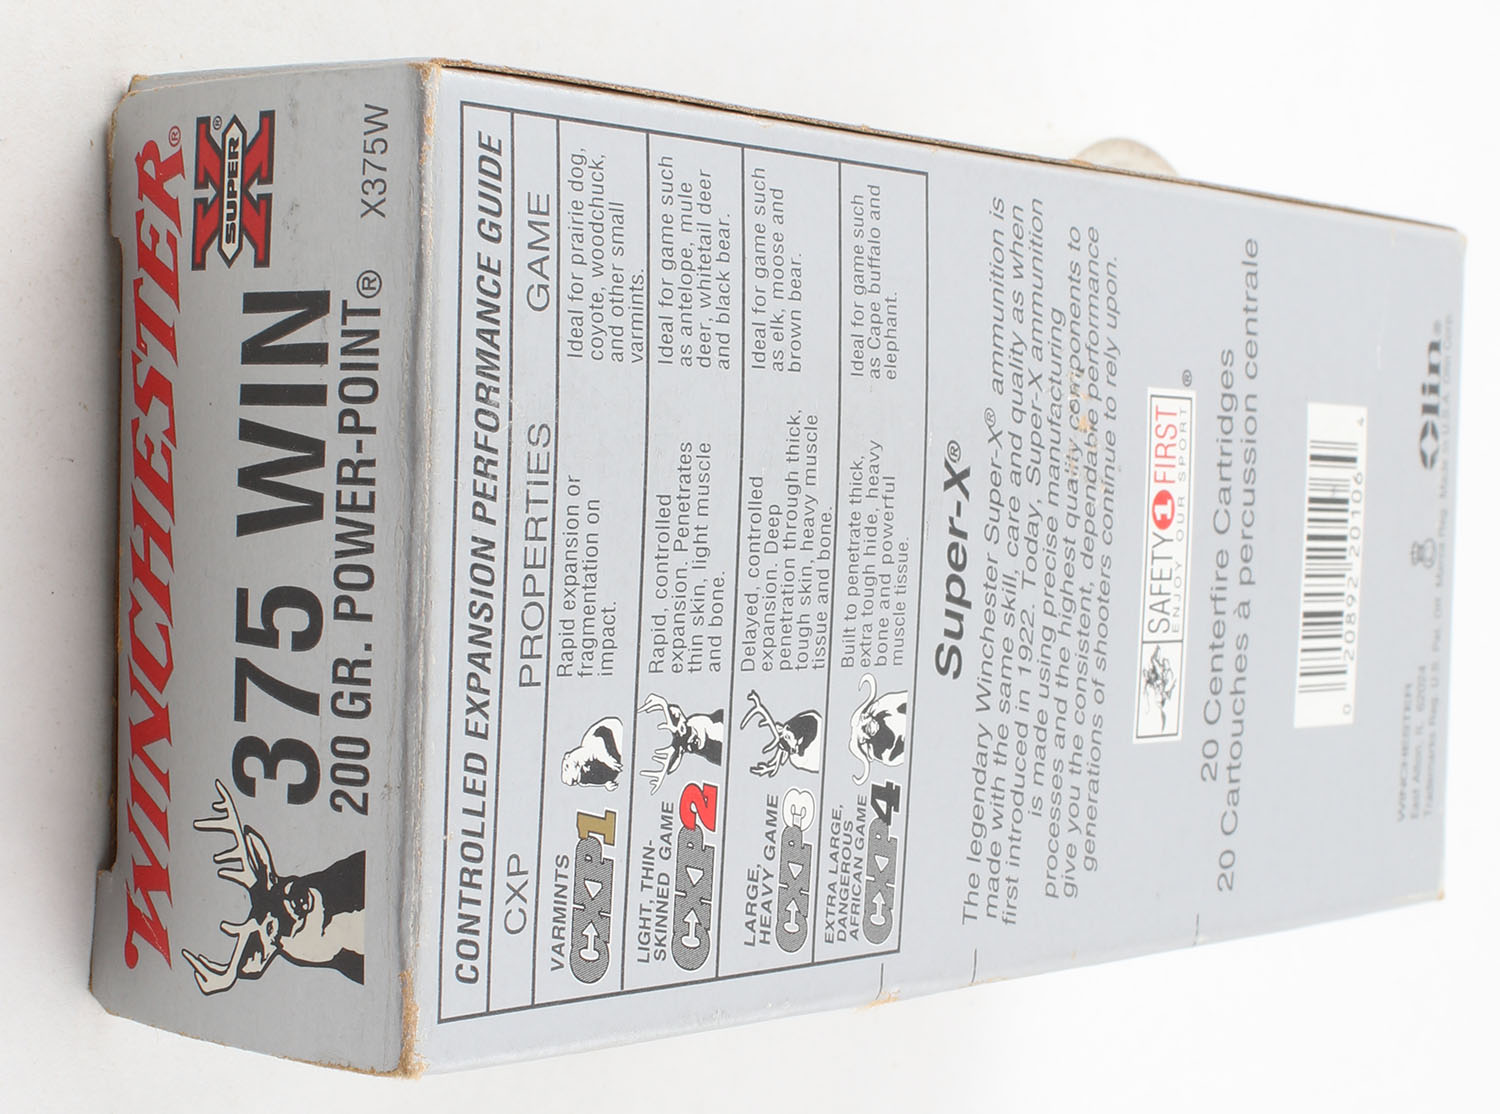 WINCHESTER®
SUPER X®
375 WIN
200 GR. POWER-POINT®
X375W
CONTROLLED EXPANSION PERFORMANCE GUIDE
CXP PROPERTIES GAME
VARMINTS
CXP1
Rapid expansion or
fragmentation on
impact.
Ideal for prairie dog,
coyote, woodchuck,
and other small
varmints.
LIGHT, THIN-
SKINNED GAME
CXP2
Rapid, controlled
expansion. Penetrates
thin skin, light muscle
and bone.
Ideal for game such
as antelope, mule
deer, whitetail deer
and black bear.
LARGE,
HEAVY GAME
CXP3
Delayed, controlled
expansion. Deep
penetration through thick,
tough skin, heavy muscle
tissue and bone.
Ideal for game such
as elk, moose and
brown bear.
EXTRA LARGE,
DANGEROUS
AFRICAN GAME
CXP4
Built to penetrate thick,
extra tough hide, heavy
bone and powerful
muscle tissue.
Ideal for game such
as Cape buffalo and
elephant.
Super-X®
The legendary Winchester Super-X® ammunition is
made with the same skill, care and quality as when
first introduced in 1922. Today, Super-X ammunition
is made using precise manufacturing
processes and the highest quality components to
give you the consistent, dependable performance
generations of shooters continue to rely upon.
SAFETY 1 FIRST®
ENJOY OUR SPORT
20 Centerfire Cartridges
20 Cartouches à percussion centrale
0 20892 20106 4
WINCHESTER
East Alton, IL 62024
Olin®